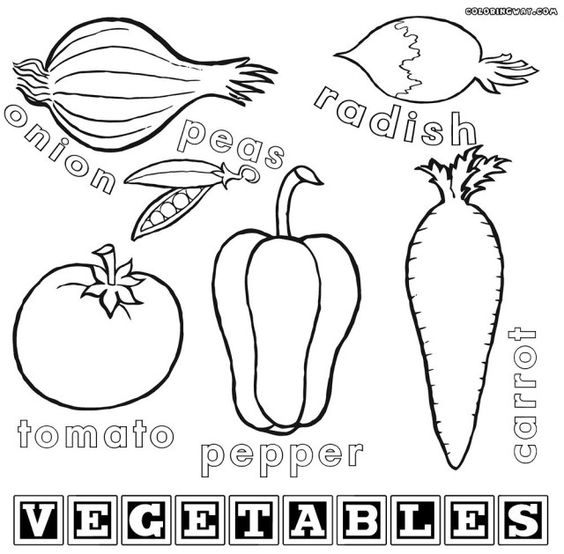 COLORINGWAY.COM
onion
peas
radish
tomato
pepper
carrot
VEGETABLES